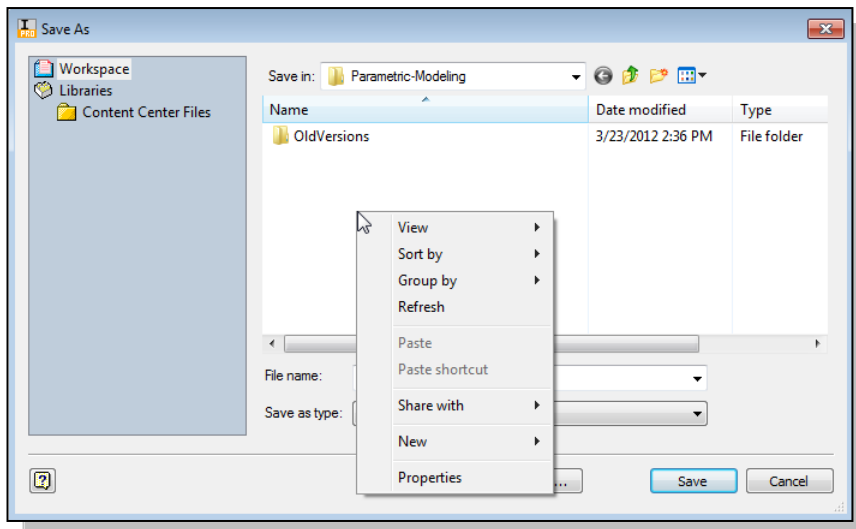 I PRO Save As
Workspace
Libraries
Content Center Files
Save in: Parametric-Modeling
Name Date modified Type
OldVersions 3/23/2012 2:36 PM File folder
View
Sort by
Group by
Refresh
Paste
Paste shortcut
File name:
Share with
Save as type:
New
Properties
? ... Save Cancel